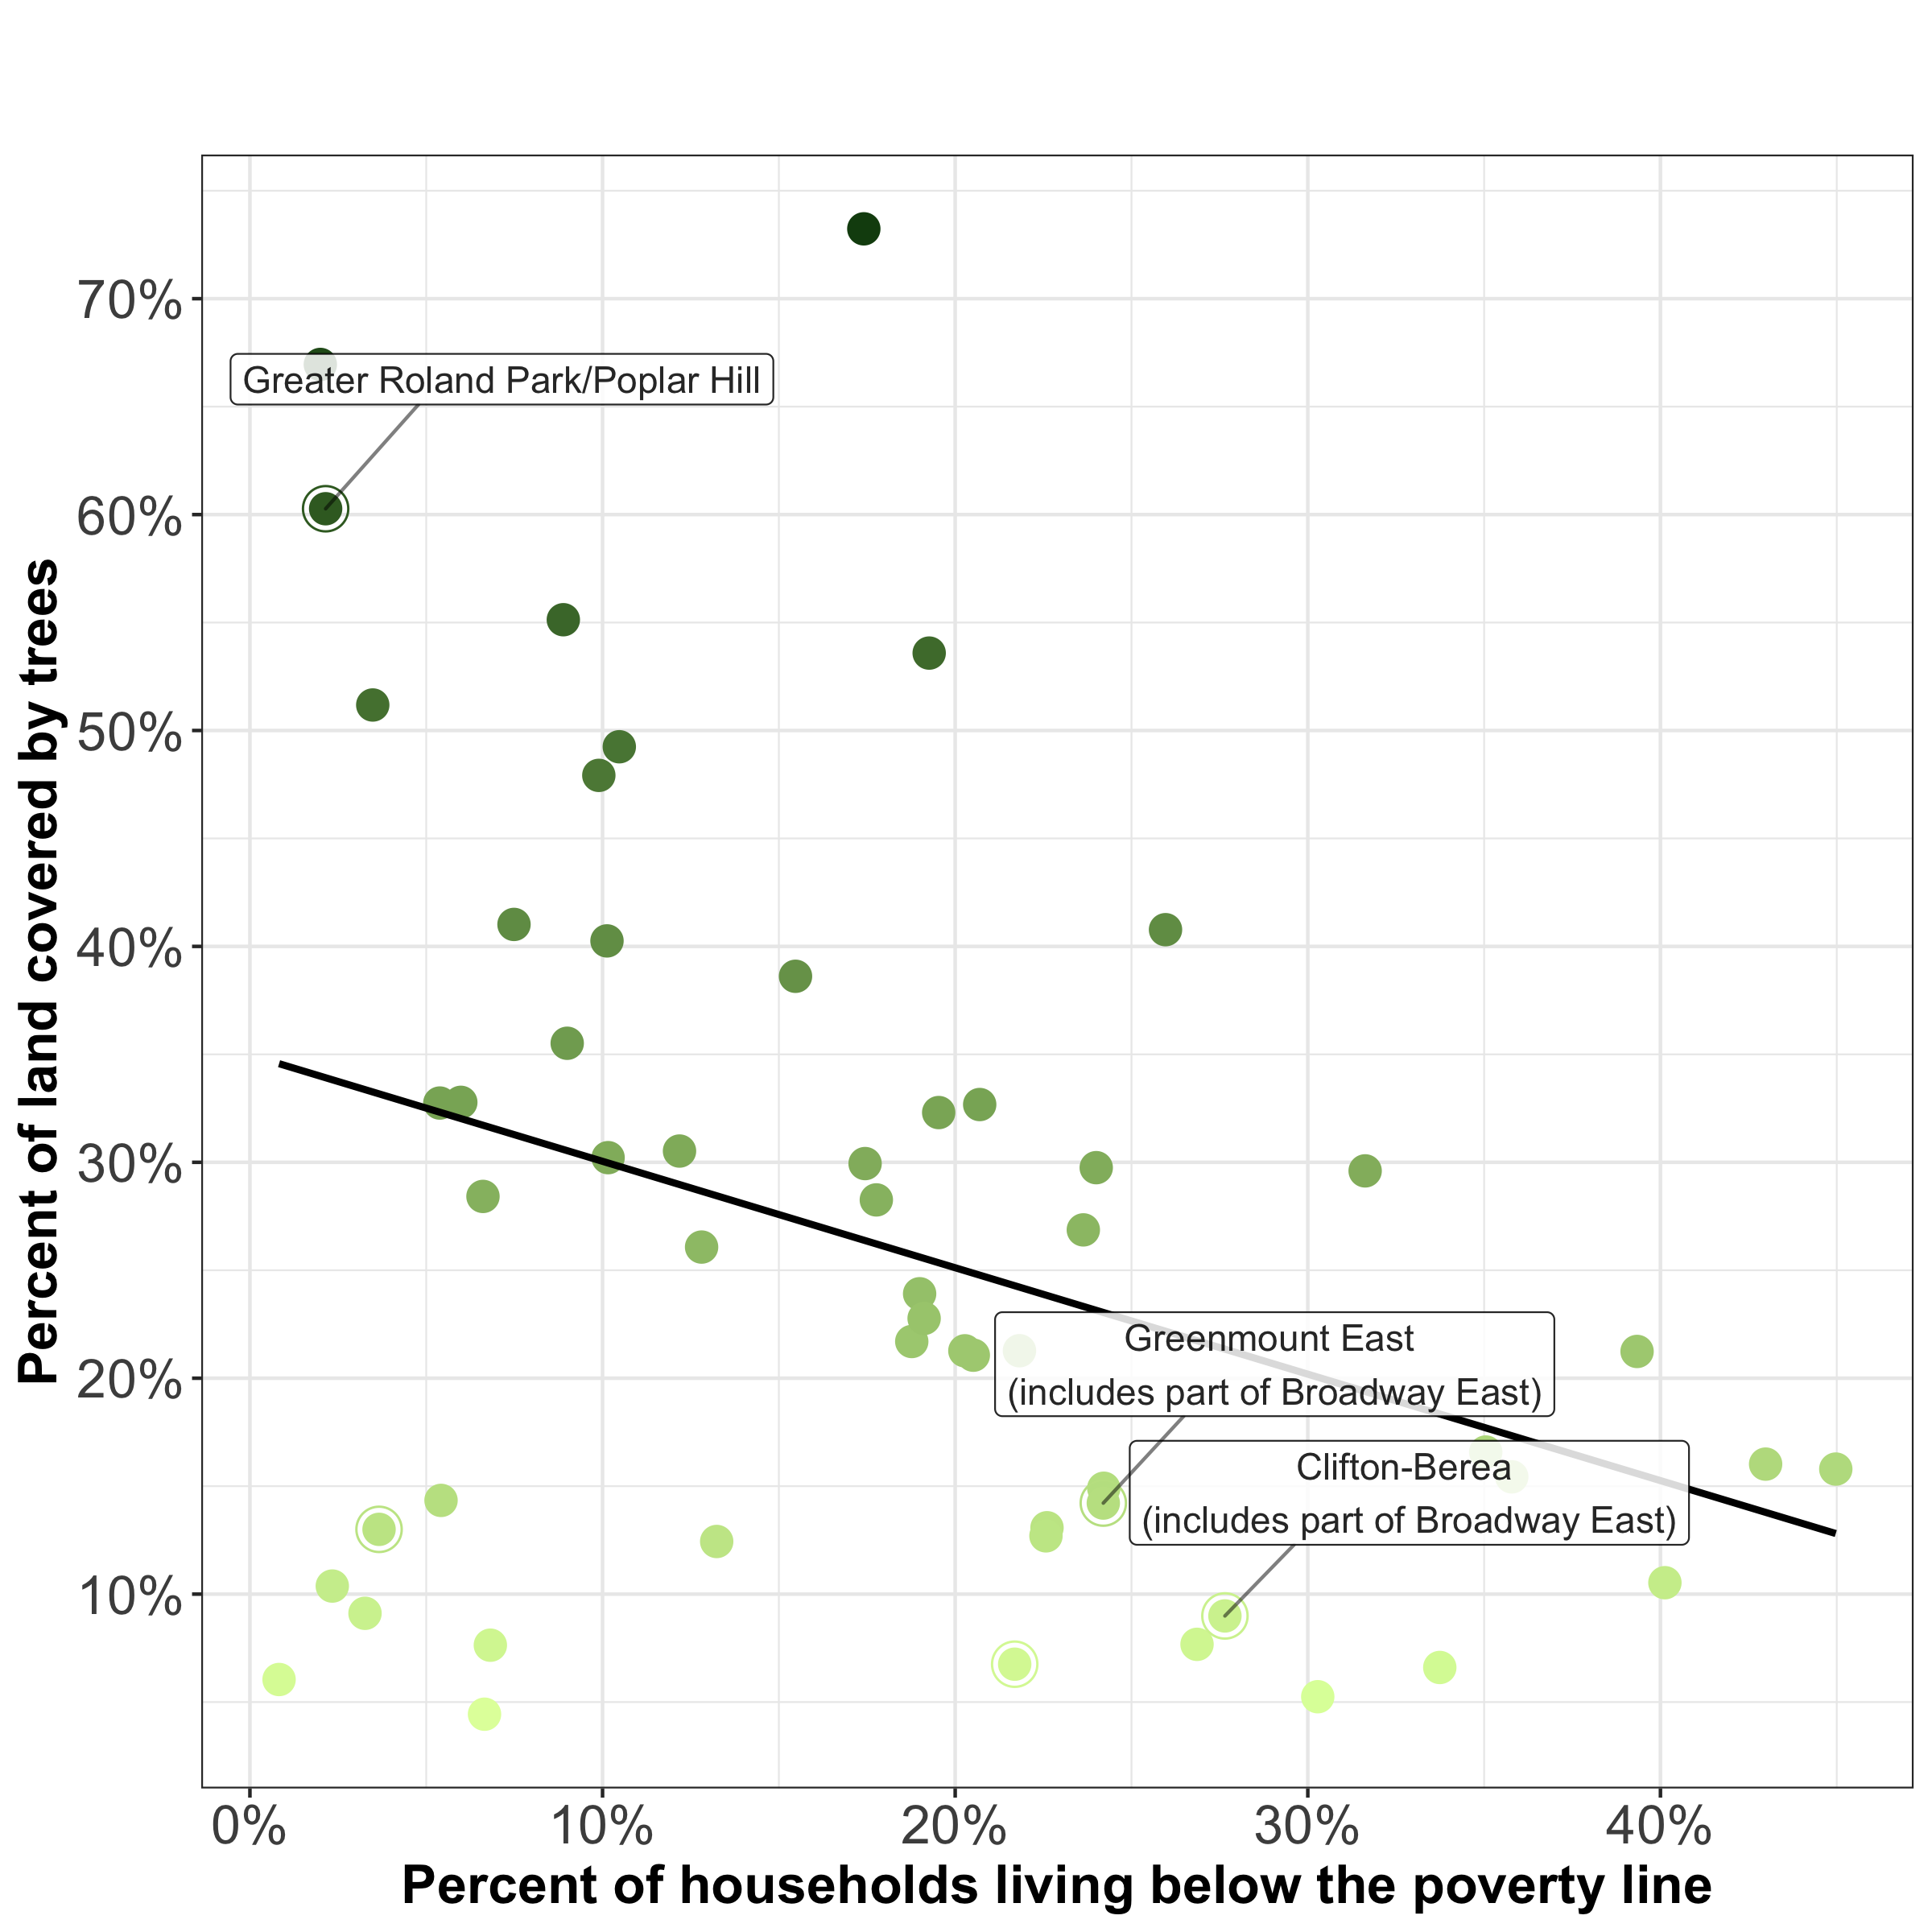 70%
Greater Roland Park/Poplar Hill
60%
50%
40%
30%
Greenmount East
20%
(includes part of Broadway East)
Clifton-Berea
(includes part of Broadway East)
10%
Percent of land covered by trees
0% 10% 20% 30% 40%
Percent of households living below the poverty line